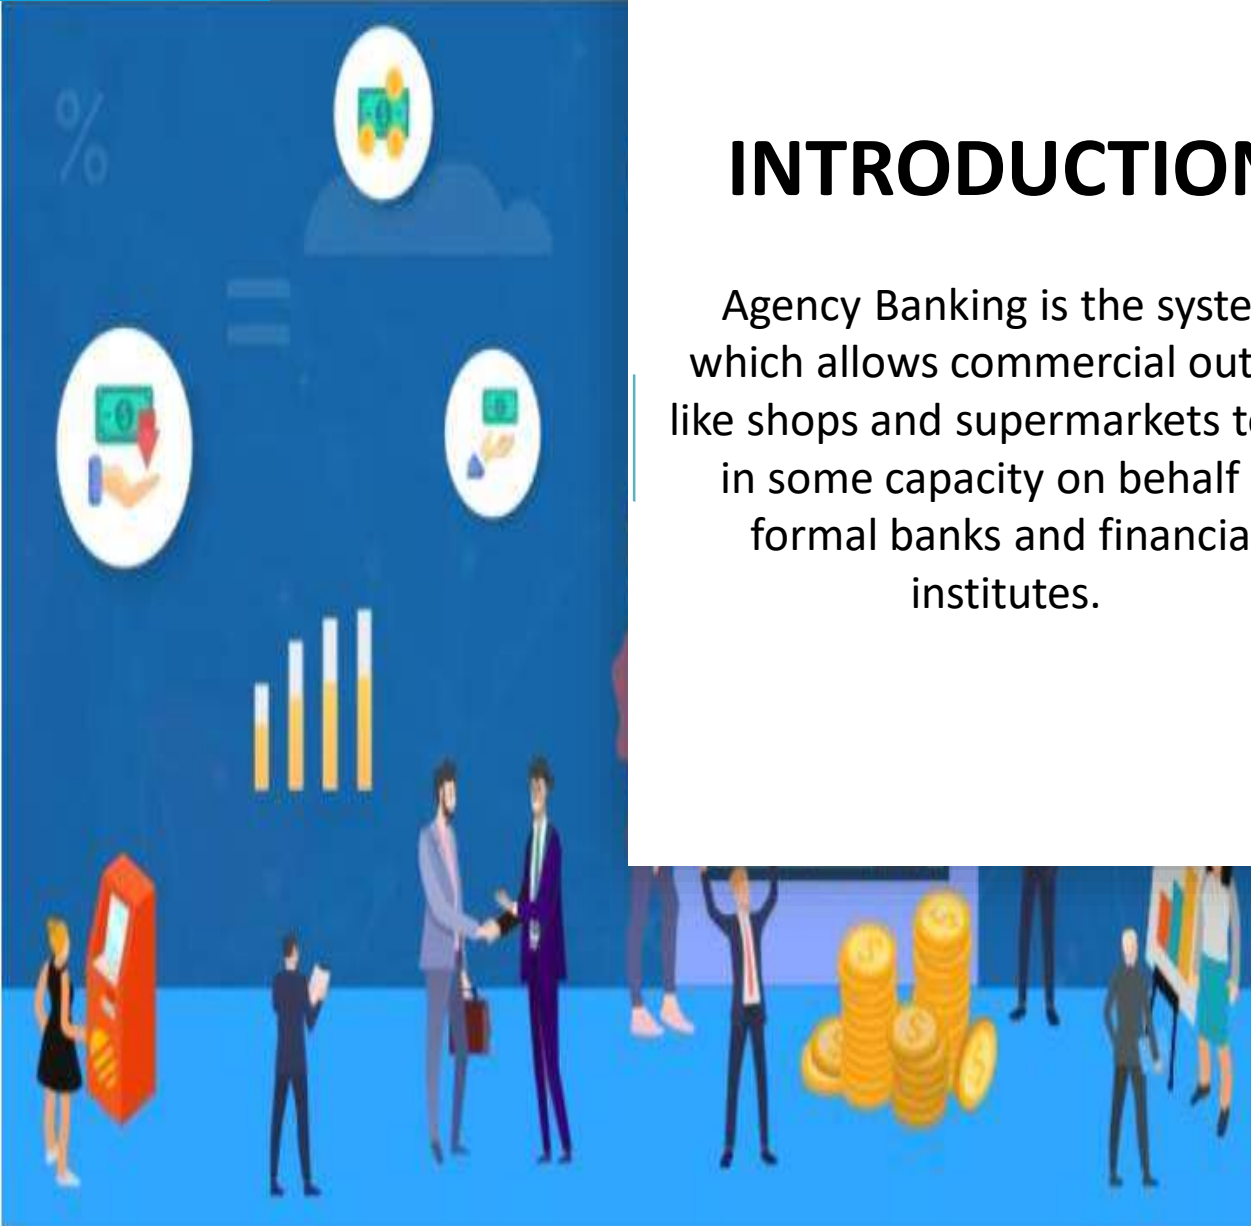 INTRODUCTION
Agency Banking is the syste
which allows commercial out
like shops and supermarkets t
in some capacity on behalf
formal banks and financia
institutes.
%